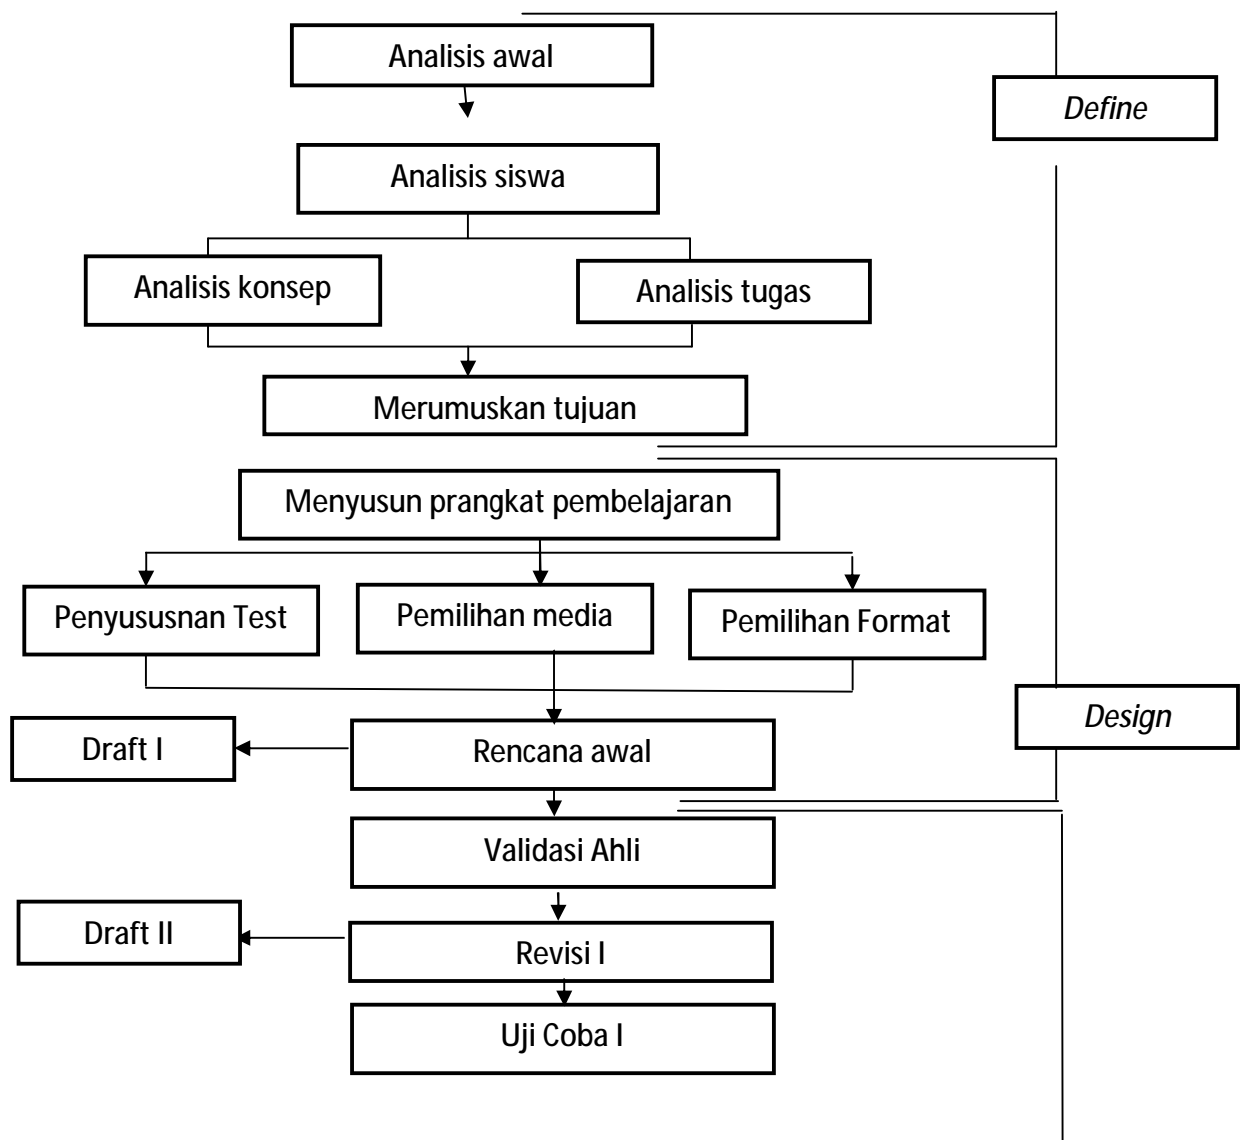 Analisis awal
Define
Analisis siswa
Analisis konsep
Analisis tugas
Merumuskan tujuan
Menyusun prangkat pembelajaran
Penyususnan Test
Pemilihan media
Pemilihan Format
Design
Draft I
Rencana awal
Validasi Ahli
Draft II
Revisi I
Uji Coba I